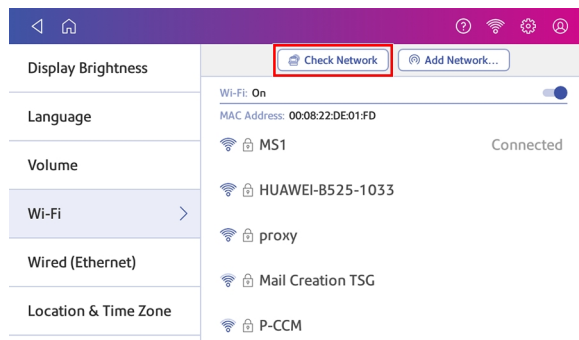 Check Network
Add Network...
Display Brightness
Language
Volume
Wi-Fi
Wired (Ethernet)
Location & Time Zone
Wi-Fi: On
MAC Address: 00:08:22:DE:01:FD
MS1 Connected
HUAWEI-B525-1033
proxy
Mail Creation TSG
P-CCM